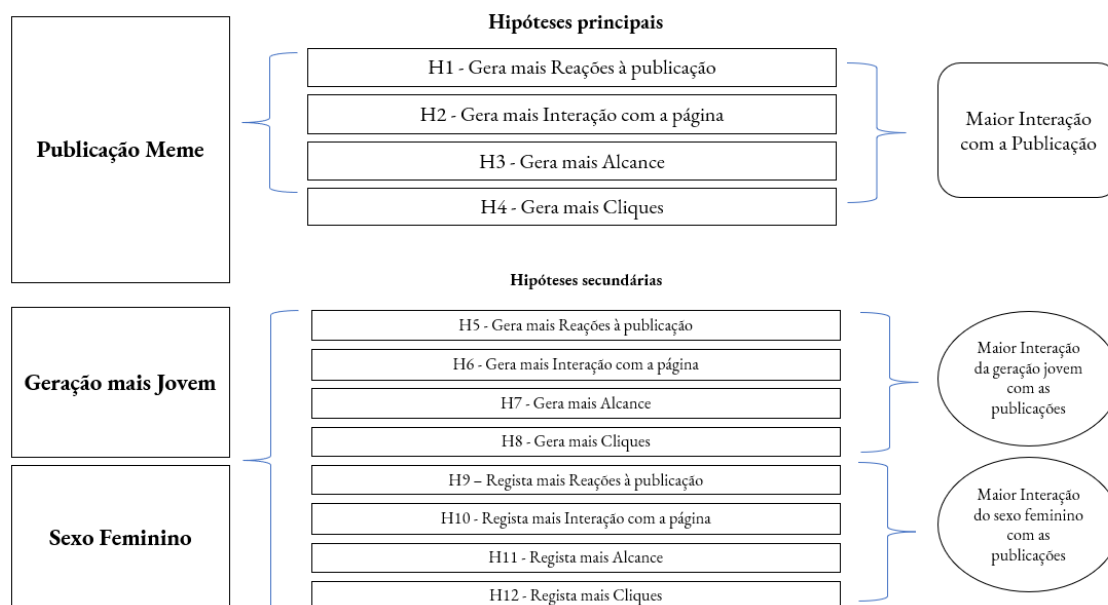 Hipóteses principais
Publicação Meme
H1 - Gera mais Reações à publicação
H2 - Gera mais Interação com a página
H3 - Gera mais Alcance
H4 - Gera mais Cliques
Maior Interação
com a Publicação
Hipóteses secundárias
Geração mais Jovem
H5 - Gera mais Reações à publicação
H6 - Gera mais Interação com a página
H7 - Gera mais Alcance
H8 - Gera mais Cliques
Maior Interação
da geração jovem
com as
publicações
Sexo Feminino
H9 – Regista mais Reações à publicação
H10 - Regista mais Interação com a página
H11 - Regista mais Alcance
H12 - Regista mais Cliques
Maior Interação
do sexo feminino
com as
publicações